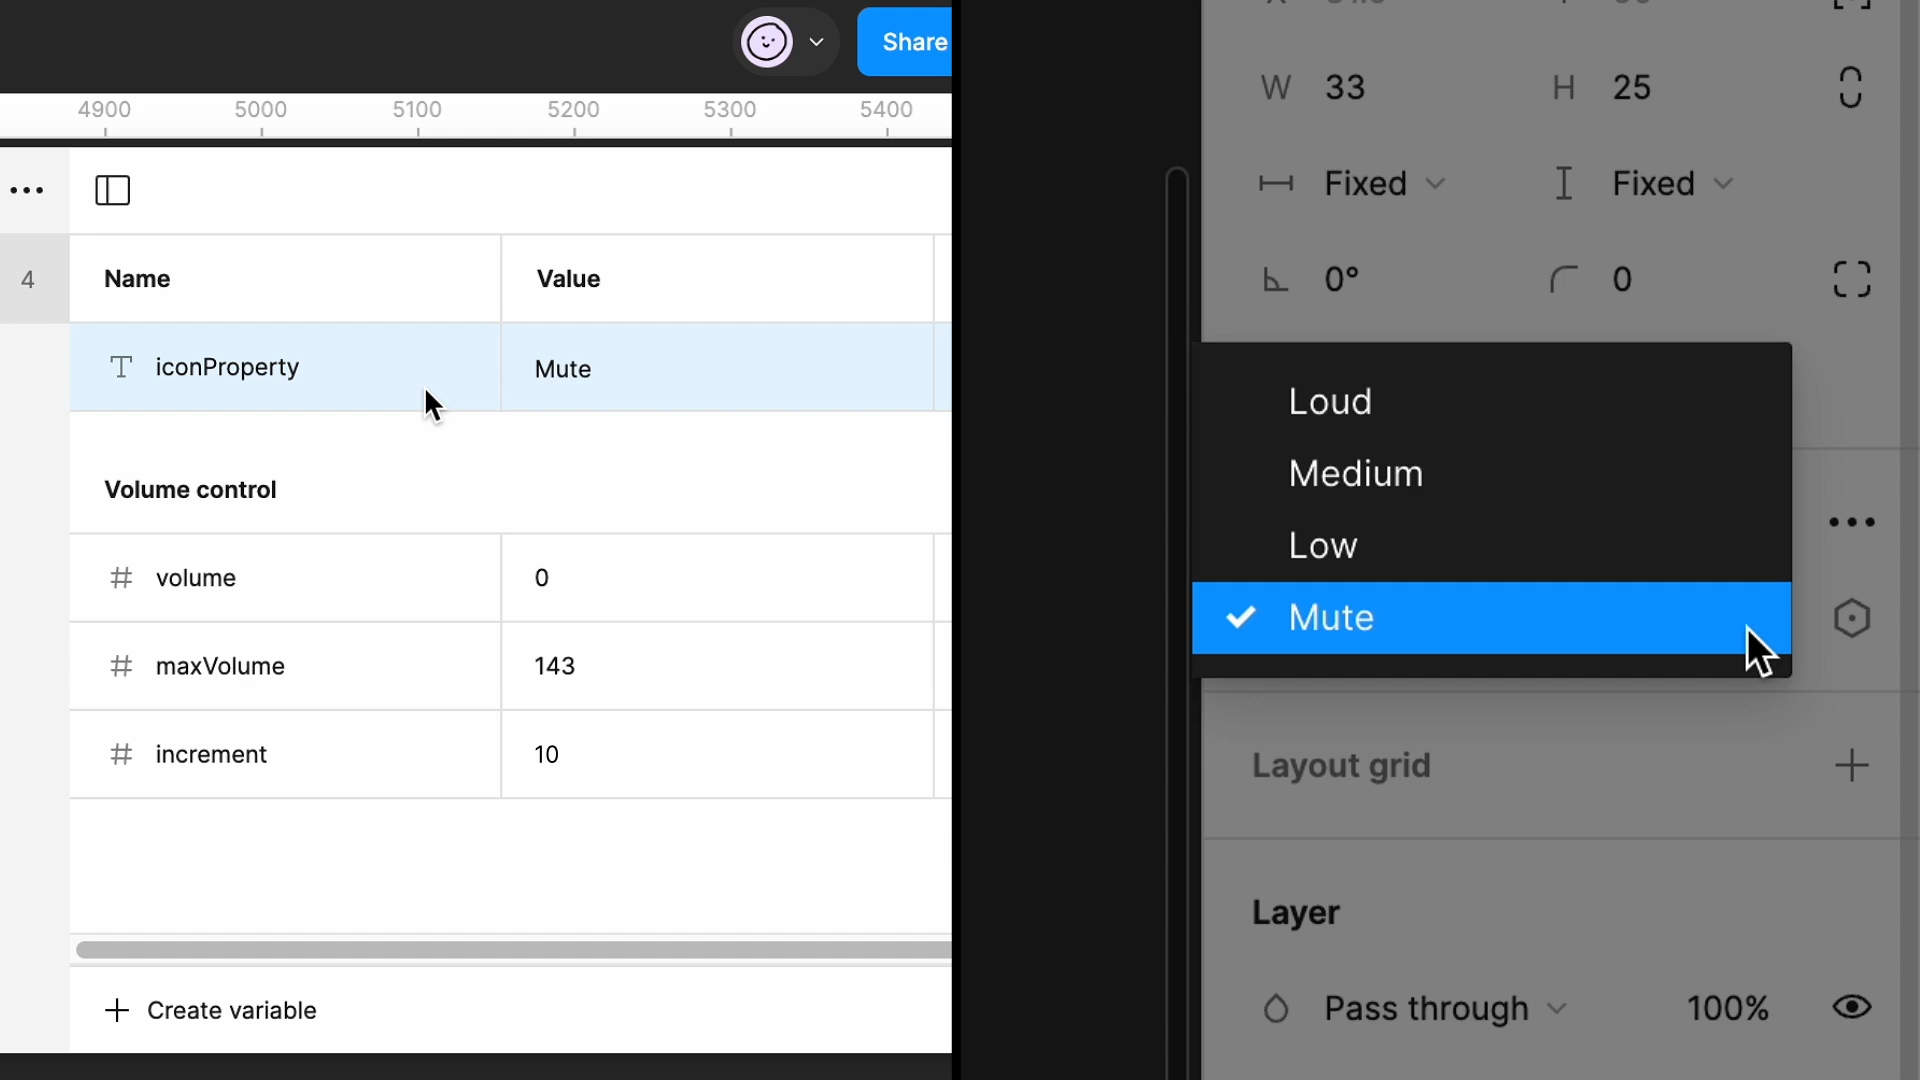 Share
4900 5000 5100 5200 5300 5400
4
Name Value
iconProperty Mute
Volume control
volume 0
maxVolume 143
increment 10
Create variable
W 33 H 25
Fixed Fixed
0° 0
Loud
Medium
Low
Mute
Layout grid
Layer
Pass through 100%